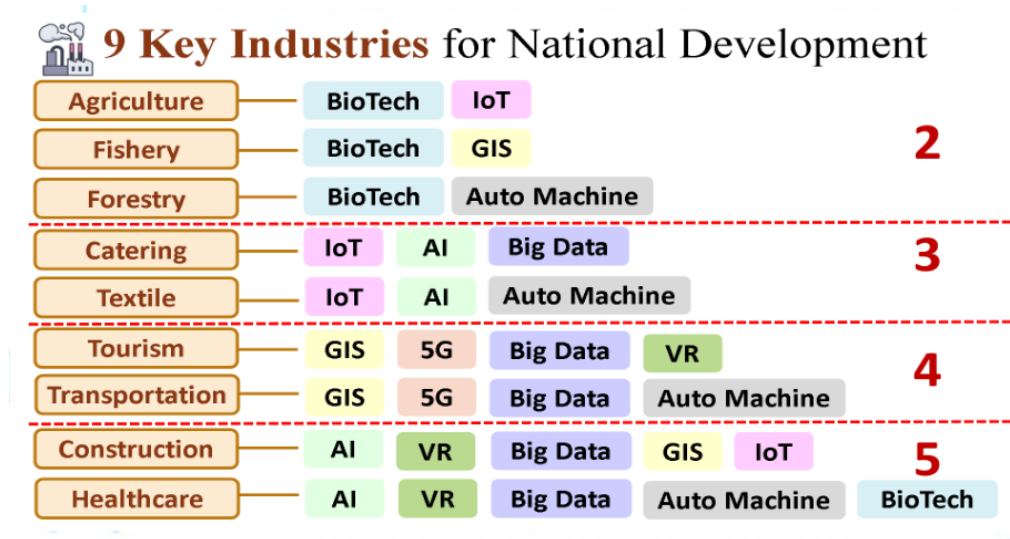 9 Key Industries for National Development
Agriculture BioTech IoT
Fishery BioTech GIS
2
Forestry BioTech Auto Machine
Catering IoT AI Big Data
3
Textile IoT AI Auto Machine
Tourism GIS 5G Big Data VR
4
Transportation GIS 5G Big Data Auto Machine
Construction AI VR Big Data GIS IoT
5
Healthcare AI VR Big Data Auto Machine BioTech